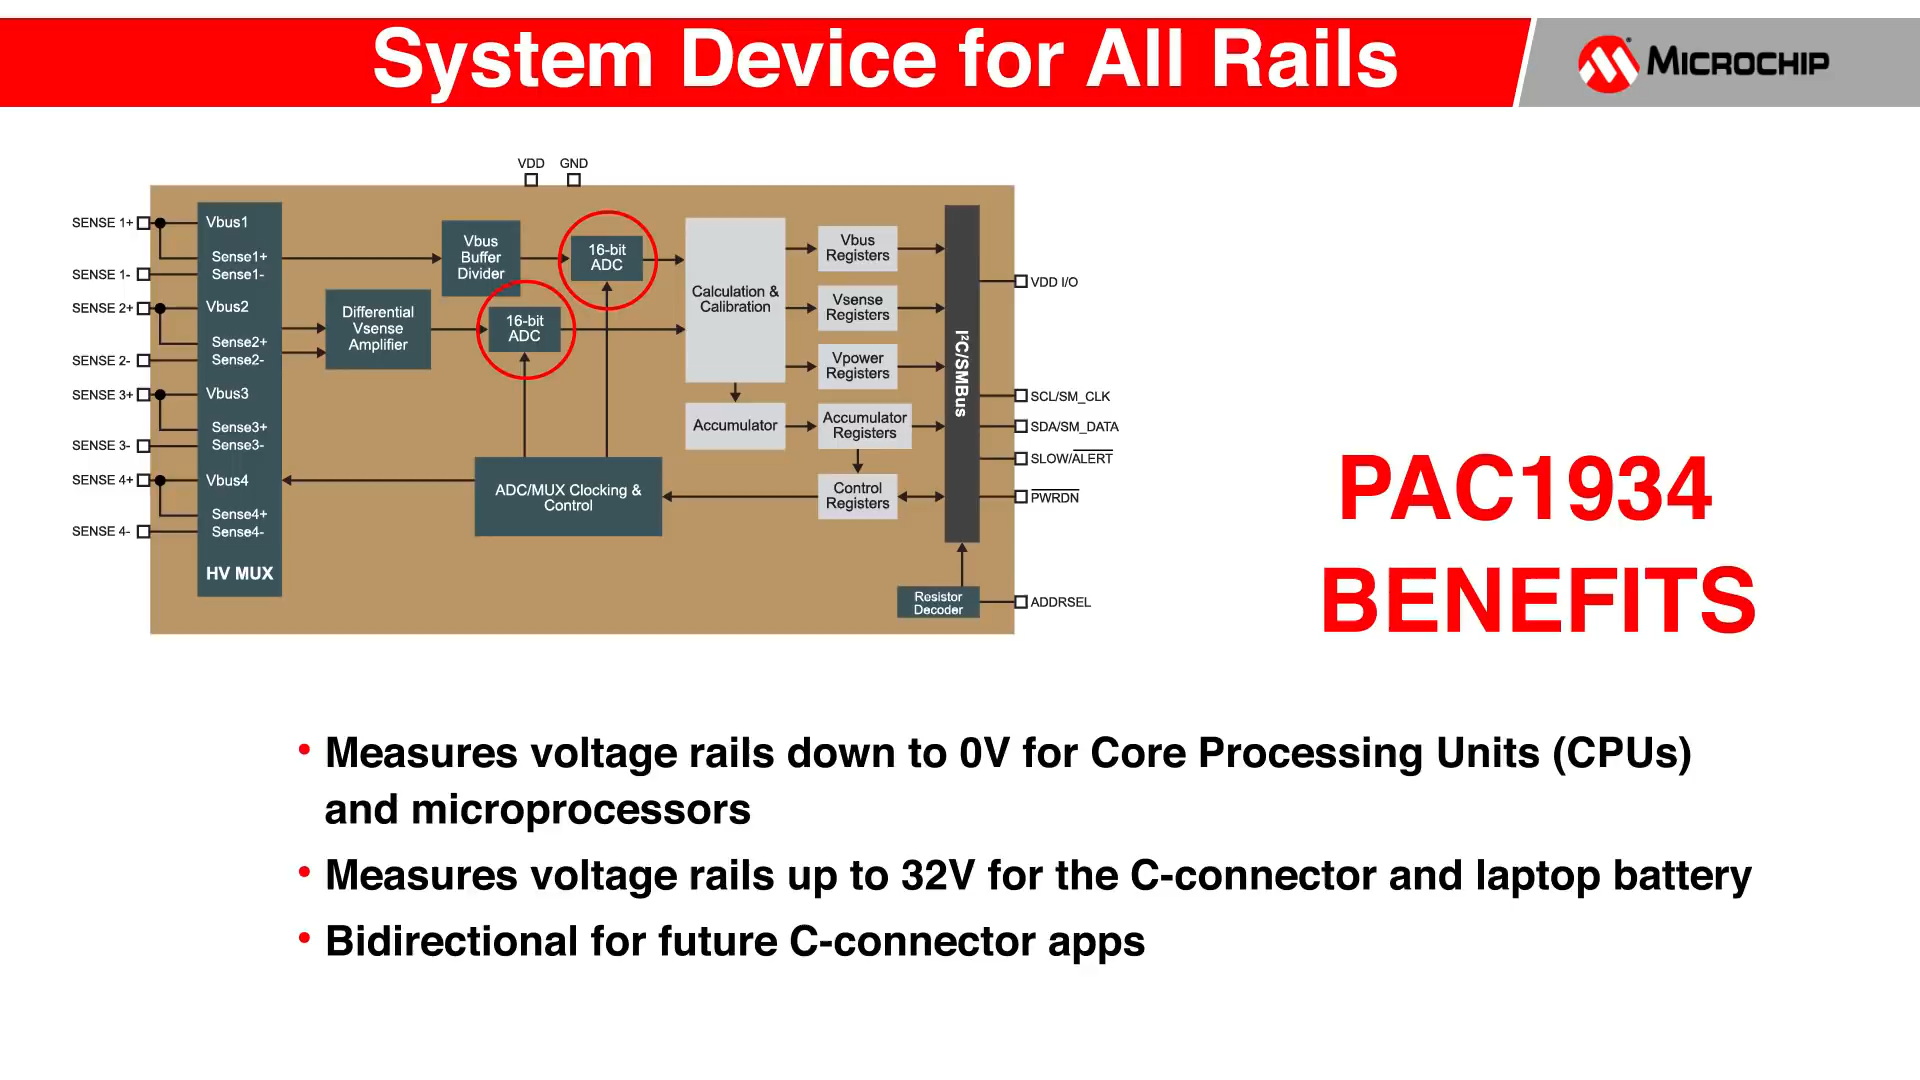 System Device for All Rails
MICROCHIP
VDD GND
SENSE 1+
SENSE 1-
SENSE 2+
SENSE 2-
SENSE 3+
SENSE 3-
SENSE 4+
SENSE 4-
Vbus1
Sense1+
Sense1-
Vbus2
Sense2+
Sense2-
Vbus3
Sense3+
Sense3-
Vbus4
Sense4+
Sense4-
HV MUX
Vbus
Buffer
Divider
16-bit
ADC
Differential
Vsense
Amplifier
16-bit
ADC
ADC/MUX Clocking &
Control
Calculation &
Calibration
Accumulator
Vbus
Registers
Vsense
Registers
Vpower
Registers
Accumulator
Registers
Control
Registers
I²C/SMBus
Resistor
Decoder
VDD I/O
SCL/SM_CLK
SDA/SM_DATA
SLOW/ALERT
PWRDN
ADDRSEL
PAC1934
BENEFITS
• Measures voltage rails down to 0V for Core Processing Units (CPUs)
and microprocessors
• Measures voltage rails up to 32V for the C-connector and laptop battery
• Bidirectional for future C-connector apps